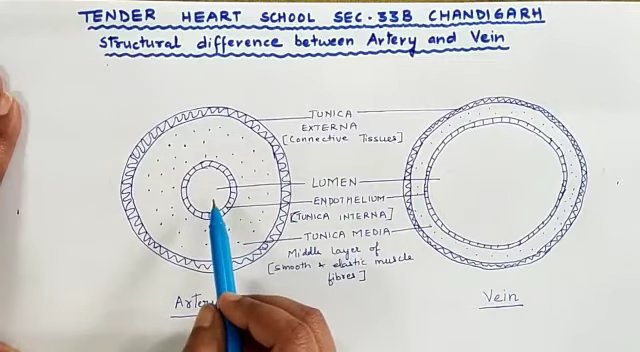 TENDER HEART SCHOOL SEC. 33B CHANDIGARH
Structural difference between Artery and Vein
TUNICA
EXTERNA
[Connective Tissues]
LUMEN
ENDOTHELIUM
[TUNICA INTERNA]
TUNICA MEDIA
Middle layer of
[smooth & elastic muscle
fibres]
Artery
Vein